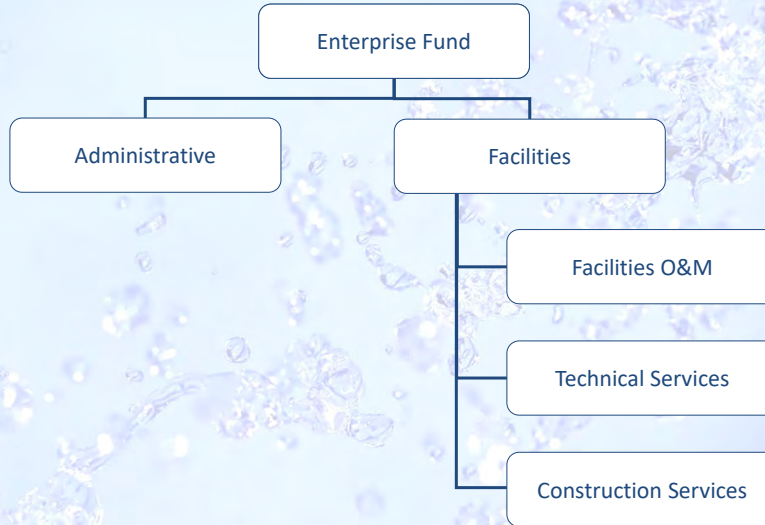 Enterprise Fund
Administrative
Facilities
Facilities O&M
Technical Services
Construction Services